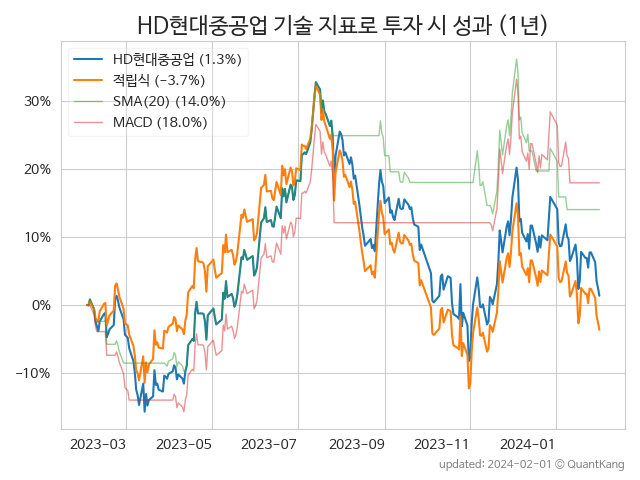 HD현대중공업 기술 지표로 투자 시 성과 (1년)
HD현대중공업 (1.3%)
적립식 (−3.7%)
SMA(20) (14.0%)
MACD (18.0%)
30%
20%
10%
0%
−10%
2023-03
2023-05
2023-07
2023-09
2023-11
2024-01
updated: 2024-02-01 © QuantKang